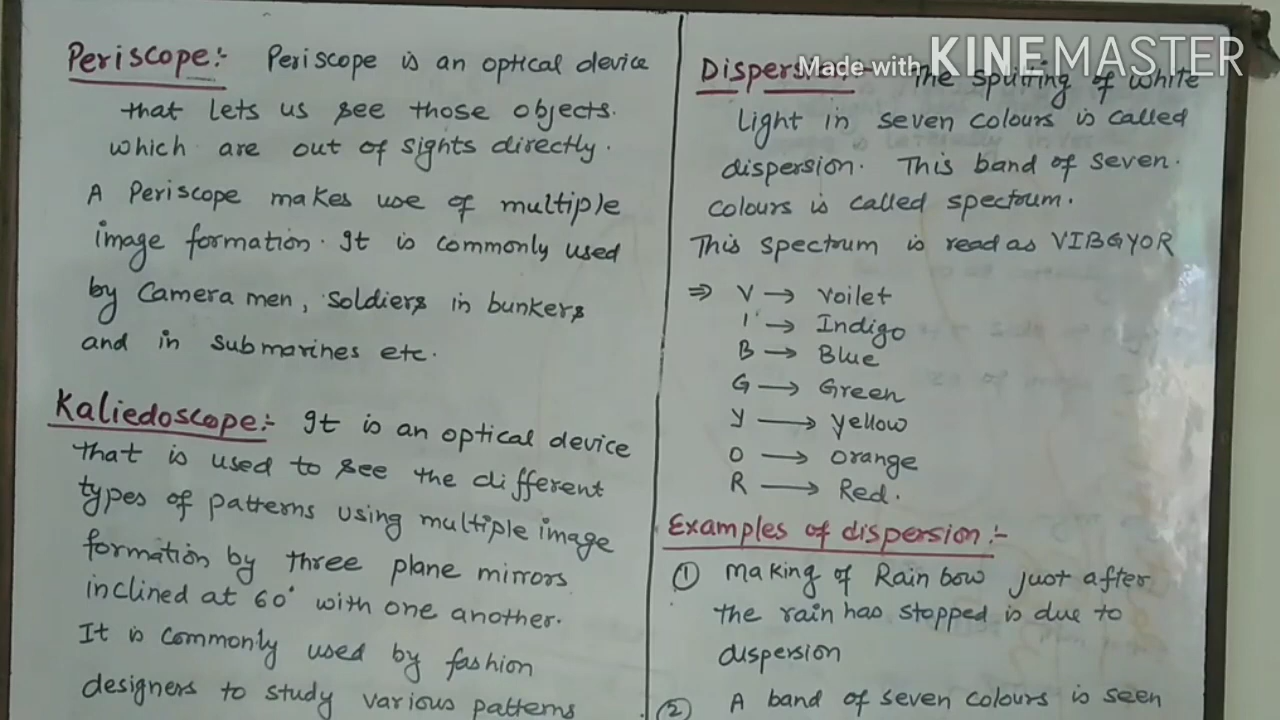 Periscope:- Periscope is an optical device
that lets us see those objects.
which are out of sights directly.
A Periscope makes use of multiple
image formation. It is commonly used
by Camera men, Soldiers in bunkers
and in submarines etc.
Kaliedoscope:- It is an optical device
that is used to see the different
types of patterns using multiple image
formation by three plane mirrors
inclined at 60° with one another.
It is commonly used by fashion
designers to study various patterns
Made with KINEMASTER
The spliting of white
light in seven colours is called
dispersion. This band of seven.
colours is called spectrum.
This spectrum is read as VIBGYOR
⇒ V → Voilet
I → Indigo
B → Blue
G → Green
Y → Yellow
O → Orange
R → Red.
Examples of dispersion:-
① Making of Rainbow just after
the rain has stopped is due to
dispersion
② A band of seven colours is seen